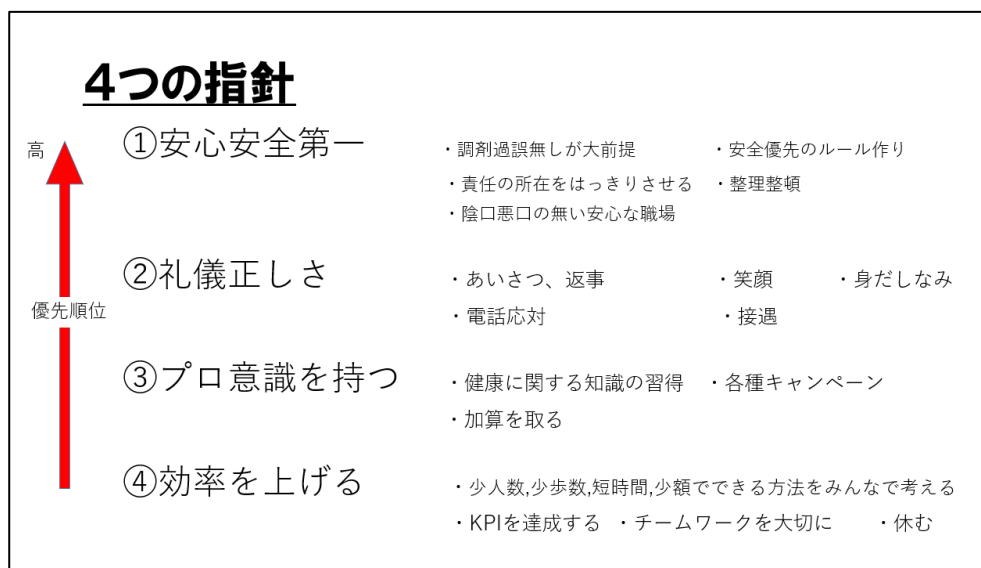 4つの指針
高
①安心安全第一
・調剤過誤無しが大前提 ・安全優先のルール作り
・責任の所在をはっきりさせる ・整理整頓
・陰口悪口の無い安心な職場
②礼儀正しさ
・あいさつ、返事 ・笑顔 ・身だしなみ
優先順位
・電話応対 ・接遇
③プロ意識を持つ
・健康に関する知識の習得 ・各種キャンペーン
・加算を取る
④効率を上げる
・少人数,少歩数,短時間,少額でできる方法をみんなで考える
・KPIを達成する ・チームワークを大切に ・休む